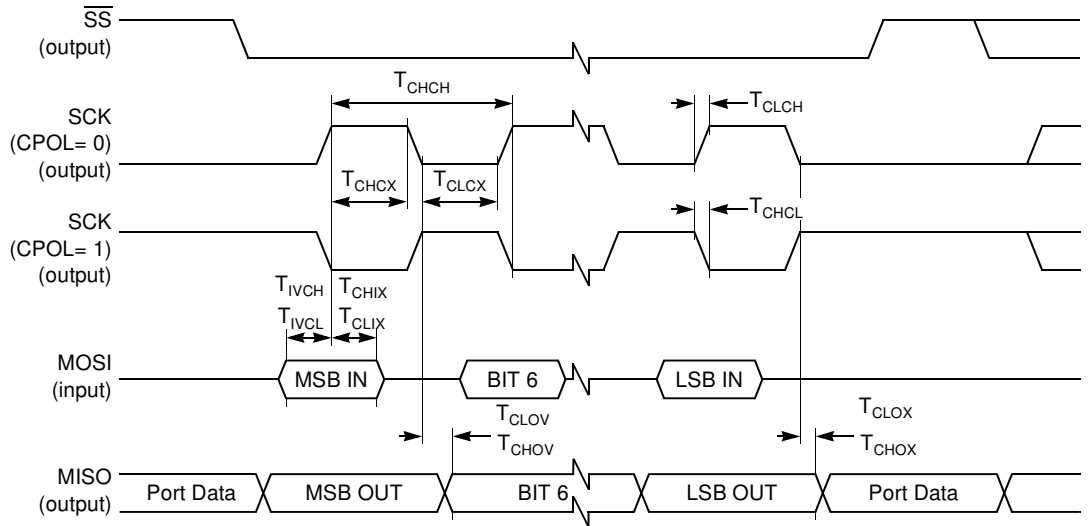 SS
(output)
T_CHCH
T_CLCH
SCK
(CPOL= 0)
(output)
T_CHCX
T_CLCX
SCK
(CPOL= 1)
(output)
T_CHCL
T_IVCH T_CHIX
T_IVCL T_CLIX
MOSI
(input)
MSB IN
BIT 6
LSB IN
T_CLOV
T_CHOV
T_CLOX
T_CHOX
MISO
(output)
Port Data
MSB OUT
BIT 6
LSB OUT
Port Data